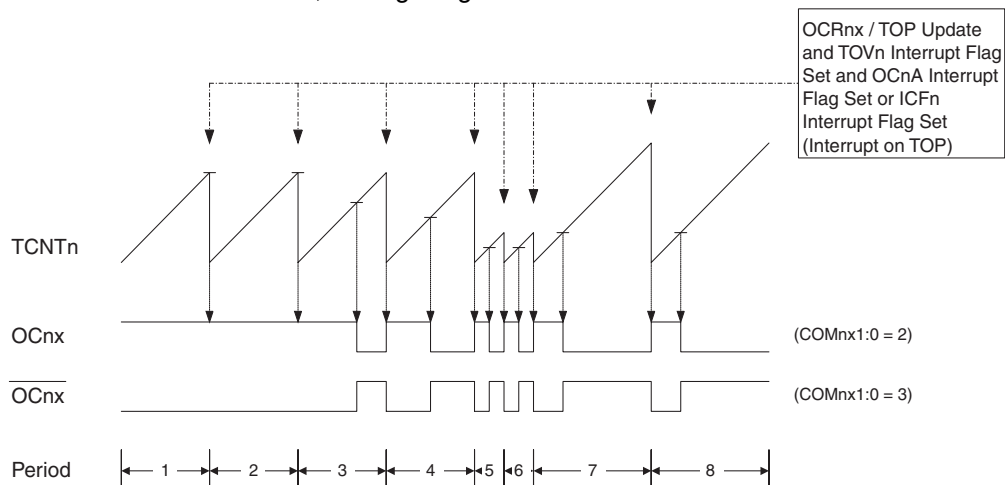 OCRnx / TOP Update
and TOVn Interrupt Flag
Set and OCnA Interrupt
Flag Set or ICFn
Interrupt Flag Set
(Interrupt on TOP)
TCNTn
OCnx
(COMnx1:0 = 2)
OCnx
(COMnx1:0 = 3)
Period
1 2 3 4 5 6 7 8